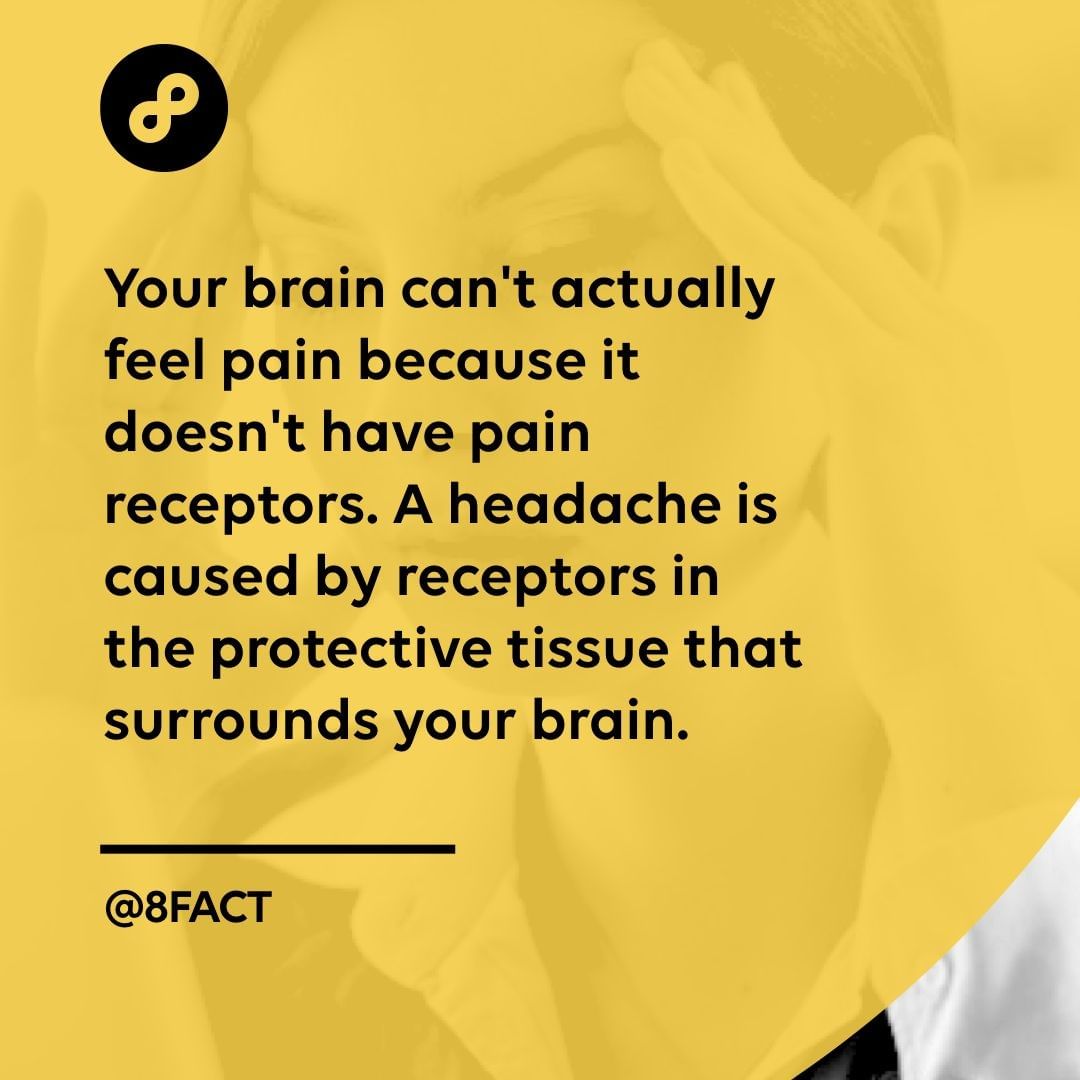 Your brain can't actually
feel pain because it
doesn't have pain
receptors. A headache is
caused by receptors in
the protective tissue that
surrounds your brain.
@8FACT